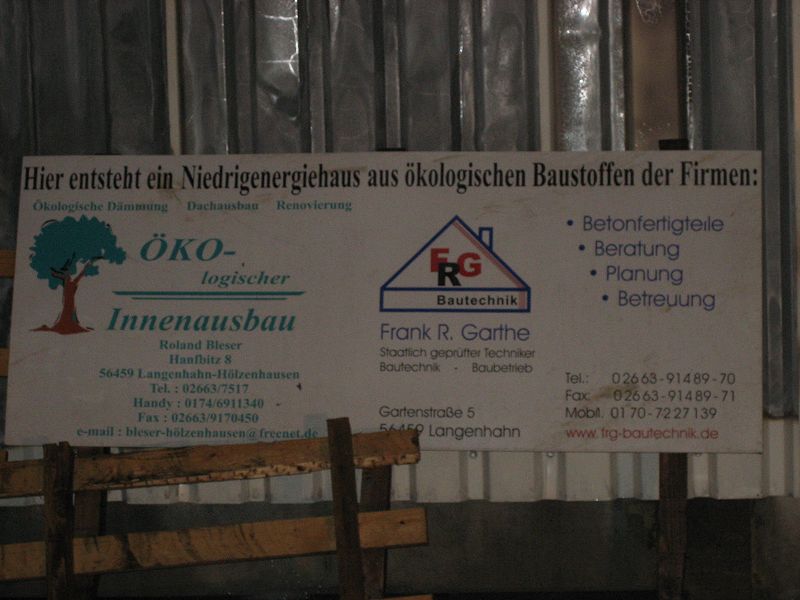 Hier entsteht ein Niedrigenergiehaus aus ökologischen Baustoffen der Firmen:
Ökologische Dämmung Dachausbau Renovierung
ÖKO-
logischer
Innenausbau
Roland Bleser
Hanfbitz 8
56459 Langenhahn-Hölzenhausen
Tel. : 02663/7517
Handy : 0174/6911340
Fax : 02663/9170450
e-mail : bleser-hölzenhausen@freenet.de
FRG
Bautechnik
Frank R. Garthe
Staatlich geprüfter Techniker
Bautechnik - Baubetrieb
Gartenstraße 5
56459 Langenhahn
• Betonfertigteile
• Beratung
• Planung
• Betreuung
Tel.: 02663-91489-70
Fax: 02663-91489-71
Mobil. 0170-7227139
www.frg-bautechnik.de